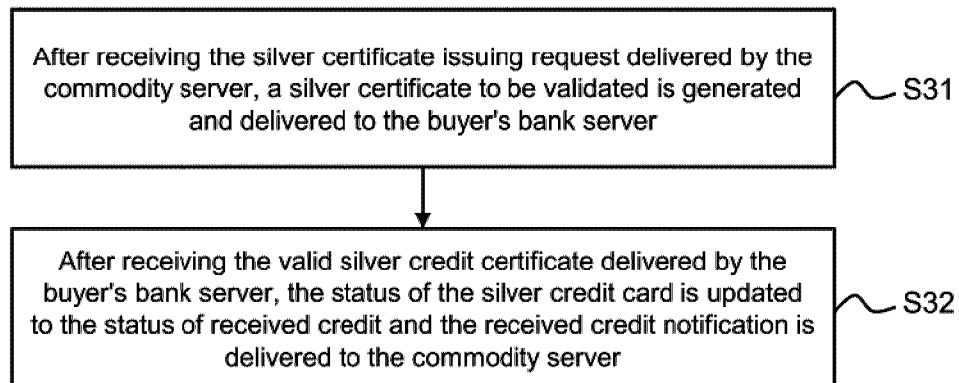 After receiving the silver certificate issuing request delivered by the
commodity server, a silver certificate to be validated is generated
and delivered to the buyer's bank server
S31
After receiving the valid silver credit certificate delivered by the
buyer's bank server, the status of the silver credit card is updated
to the status of received credit and the received credit notification is
delivered to the commodity server
S32